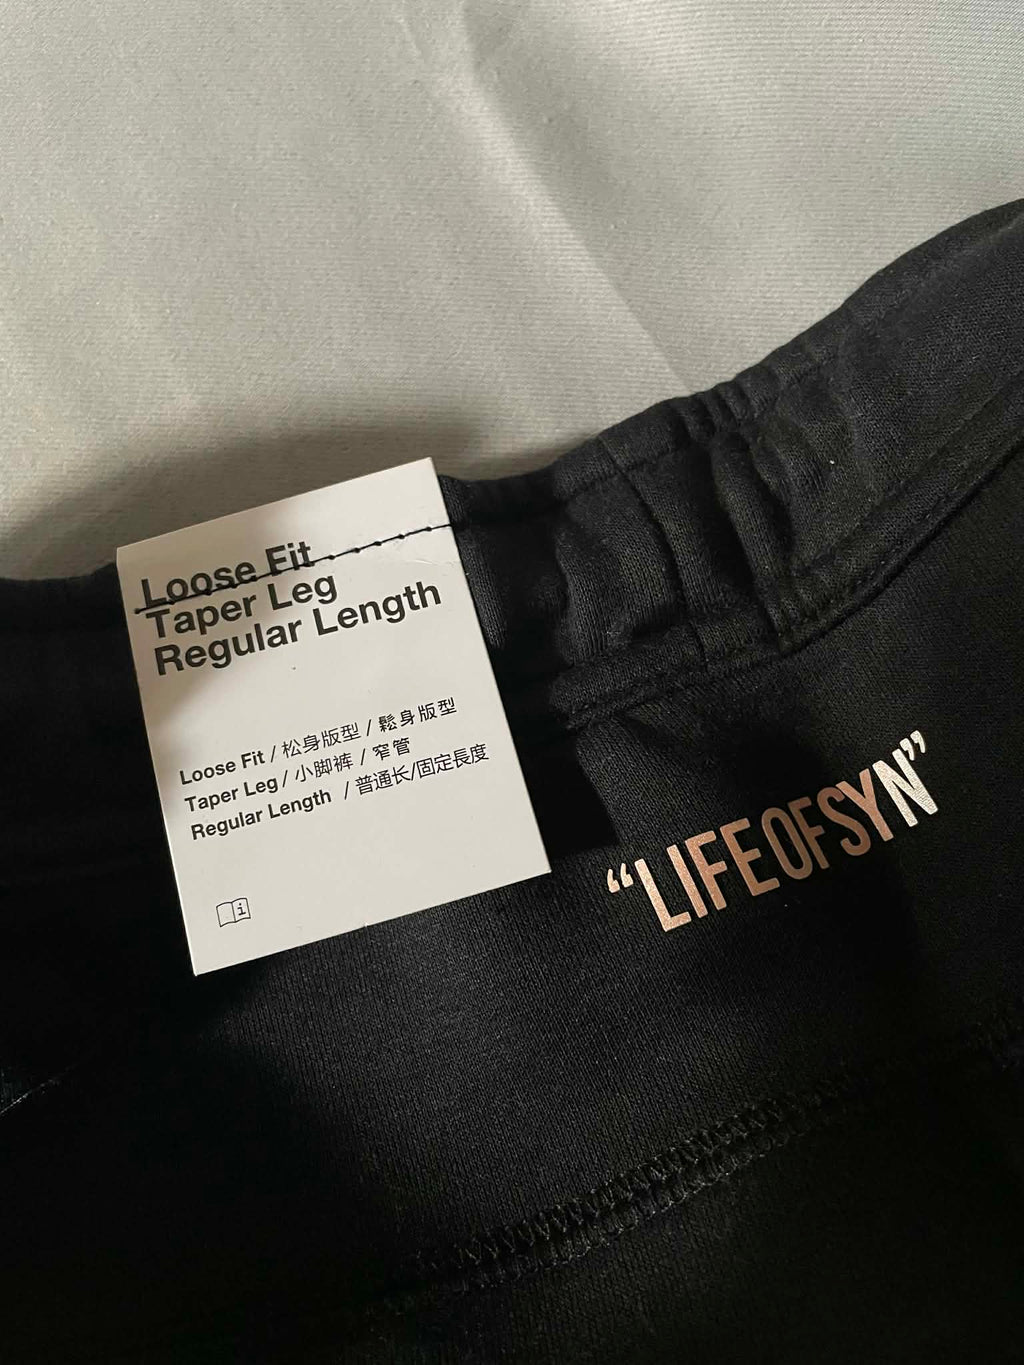 Loose Fit
Taper Leg
Regular Length
Loose Fit / 松身版型 / 鬆身版型
Taper Leg / 小脚裤 / 窄管
Regular Length / 普通长/固定長度
i
“LIFEOFSYN”